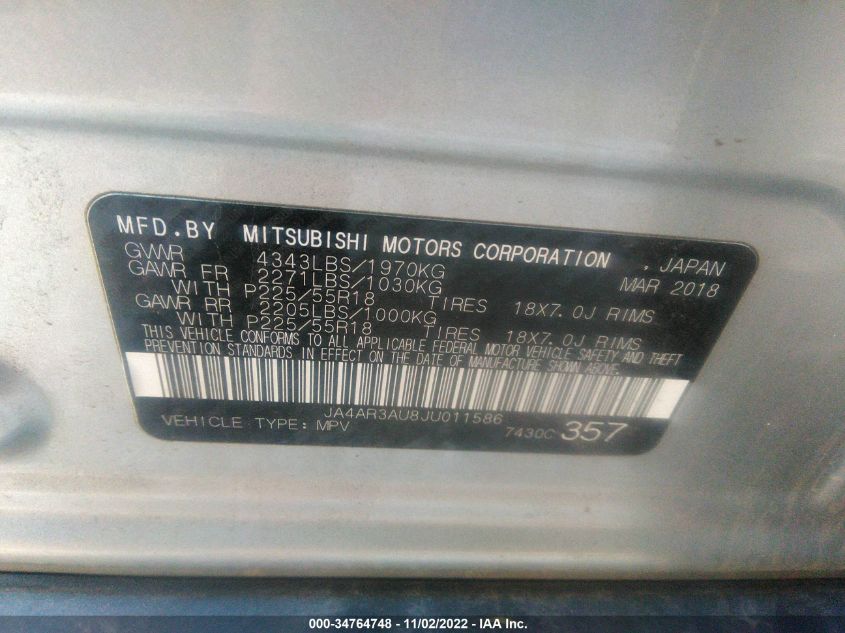 MFD.BY MITSUBISHI MOTORS CORPORATION , JAPAN
GVWR 4343LBS/1970KG MAR 2018
GAWR FR 2271LBS/1030KG
WITH P225/55R18 TIRES 18X7.0J RIMS
GAWR RR 2205LBS/1000KG
WITH P225/55R18 TIRES 18X7.0J RIMS
THIS VEHICLE CONFORMS TO ALL APPLICABLE FEDERAL MOTOR VEHICLE SAFETY AND THEFT
PREVENTION STANDARDS IN EFFECT ON THE DATE OF MANUFACTURE SHOWN ABOVE.
JA4AR3AU8JU011586
VEHICLE TYPE: MPV 7430C 357
000-34764748 - 11/02/2022 - IAA Inc.